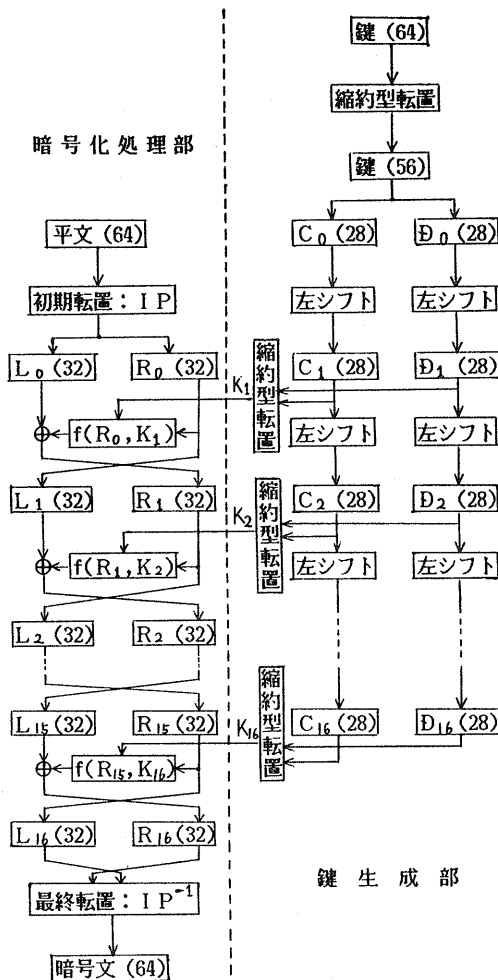 暗号化処理部
平文(64)
初期転置：IP
L₀(32)
R₀(32)
f(R₀,K₁)
L₁(32)
R₁(32)
f(R₁,K₂)
L₂(32)
R₂(32)
L₁₅(32)
R₁₅(32)
f(R₁₅,K₁₆)
L₁₆(32)
R₁₆(32)
最終転置：IP⁻¹
暗号文(64)
鍵(64)
縮約型転置
鍵(56)
C₀(28)
Ð₀(28)
左シフト
左シフト
K₁
縮約型転置
C₁(28)
Ð₁(28)
左シフト
左シフト
K₂
縮約型転置
C₂(28)
Ð₂(28)
左シフト
左シフト
K₁₆
縮約型転置
C₁₆(28)
Ð₁₆(28)
鍵生成部